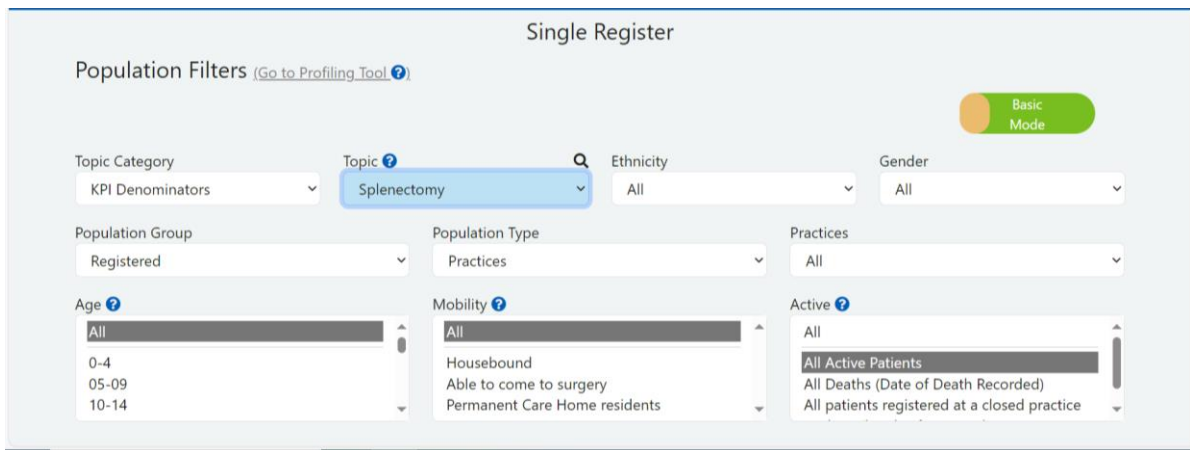 Single Register
Population Filters (Go to Profiling Tool ?)
Basic
Mode
Topic Category Topic ? Ethnicity Gender
KPI Denominators Splenectomy All All
Population Group Population Type Practices
Registered Practices All
Age ? Mobility ? Active ?
All All All
0-4 Housebound All Active Patients
05-09 Able to come to surgery All Deaths (Date of Death Recorded)
10-14 Permanent Care Home residents All patients registered at a closed practice